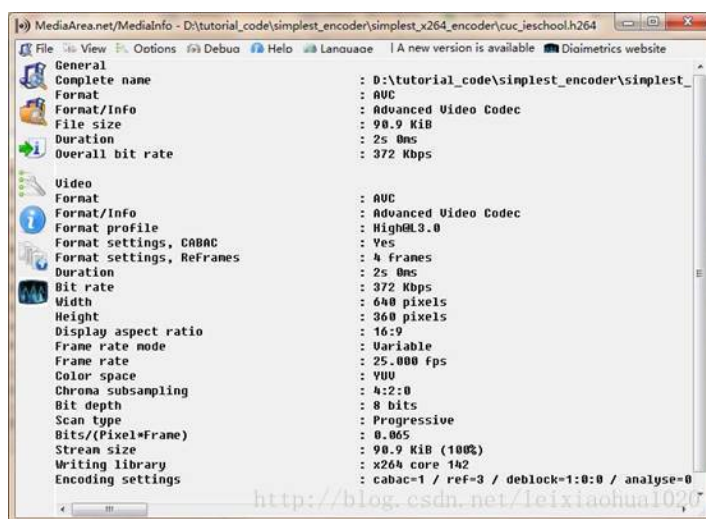 MediaArea.net/MediaInfo - D:\tutorial_code\simplest_encoder\simplest_x264_encoder\cuc_ieschool.h264
File View Options Debug Help Language | A new version is available Digimetrics website
General
Complete name : D:\tutorial_code\simplest_encoder\simplest_
Format : AVC
Format/Info : Advanced Video Codec
File size : 90.9 KiB
Duration : 2s 0ms
Overall bit rate : 372 Kbps
Video
Format : AVC
Format/Info : Advanced Video Codec
Format profile : High@L3.0
Format settings, CABAC : Yes
Format settings, ReFrames : 4 frames
Duration : 2s 0ms
Bit rate : 372 Kbps
Width : 640 pixels
Height : 360 pixels
Display aspect ratio : 16:9
Frame rate mode : Variable
Frame rate : 25.000 fps
Color space : YUV
Chroma subsampling : 4:2:0
Bit depth : 8 bits
Scan type : Progressive
Bits/(Pixel*Frame) : 0.065
Stream size : 90.9 KiB (100%)
Writing library : x264 core 142
Encoding settings : cabac=1 / ref=3 / deblock=1:0:0 / analyse=0
http://blog.csdn.net/leixiaohua1020